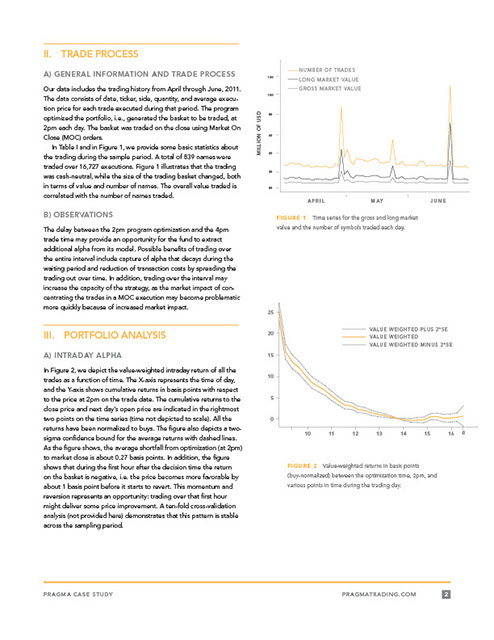 II. TRADE PROCESS
A) GENERAL INFORMATION AND TRADE PROCESS
Our data includes the trading history from April through June, 2011.
The data consists of date, ticker, side, quantity, and average execu-
tion price for each trade executed during that period. The program
optimized the portfolio, i.e., generated the basket to be traded, at
2pm each day. The basket was traded on the close using Market On
Close (MOC) orders.
In Table I and in Figure 1, we provide some basic statistics about
the trading during the sample period. A total of 839 names were
traded over 16,727 executions. Figure 1 illustrates that the trading
was cash-neutral, while the size of the trading basket changed, both
in terms of value and number of names. The overall value traded is
correlated with the number of names traded.
B) OBSERVATIONS
The delay between the 2pm program optimization and the 4pm
trade time may provide an opportunity for the fund to extract
additional alpha from its model. Possible benefits of trading over
the entire interval include capture of alpha that decays during the
waiting period and reduction of transaction costs by spreading the
trading out over time. In addition, trading over the interval may
increase the capacity of the strategy, as the market impact of con-
centrating the trades in a MOC execution may become problematic
more quickly because of increased market impact.
III. PORTFOLIO ANALYSIS
A) INTRADAY ALPHA
In Figure 2, we depict the value-weighted intraday return of all the
trades as a function of time. The X-axis represents the time of day,
and the Y-axis shows cumulative returns in basis points with respect
to the price at 2pm on the trade date. The cumulative returns to the
close price and next day's open price are indicated in the rightmost
two points on the time series (time not depicted to scale). All the
returns have been normalized to buys. The figure also depicts a two-
sigma confidence bound for the average returns with dashed lines.
As the figure shows, the average shortfall from optimization (at 2pm)
to market close is about 0.27 basis points. In addition, the figure
shows that during the first hour after the decision time the return
on the basket is negative, i.e. the price becomes more favorable by
about 1 basis point before it starts to revert. This momentum and
reversion represents an opportunity: trading over that first hour
might deliver some price improvement. A ten-fold cross-validation
analysis (not provided here) demonstrates that this pattern is stable
across the sampling period.
NUMBER OF TRADES
LONG MARKET VALUE
GROSS MARKET VALUE
MILLION OF USD
APRIL MAY JUNE
FIGURE 1 Time series for the gross and long market
value and the number of symbols traded each day.
VALUE WEIGHTED PLUS 2*SE
VALUE WEIGHTED
VALUE WEIGHTED MINUS 2*SE
25
20
15
10
5
0
10 11 12 13 14 15 16
FIGURE 2 Value-weighted returns in basis points
(buy-normalized) between the optimization time, 2pm, and
various points in time during the trading day.
PRAGMA CASE STUDY PRAGMATRADING.COM 2